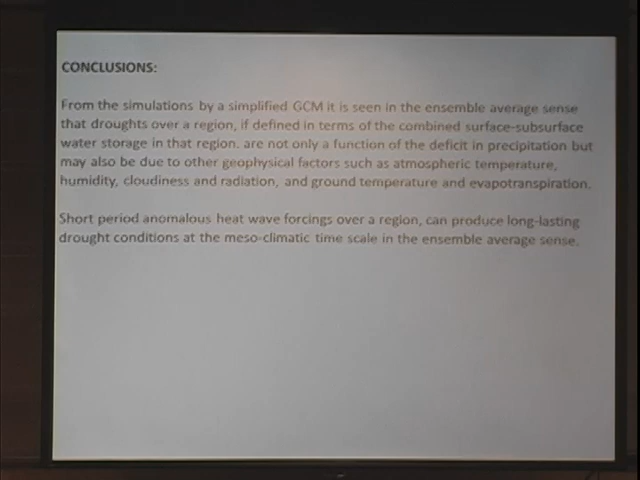 CONCLUSIONS:
From the simulations by a simplified GCM it is seen in the ensemble average sense
that droughts over a region, if defined in terms of the combined surface-subsurface
water storage in that region. are not only a function of the deficit in precipitation but
may also be due to other geophysical factors such as atmospheric temperature,
humidity, cloudiness and radiation, and ground temperature and evapotranspiration.
Short period anomalous heat wave forcings over a region, can produce long-lasting
drought conditions at the meso-climatic time scale in the ensemble average sense.